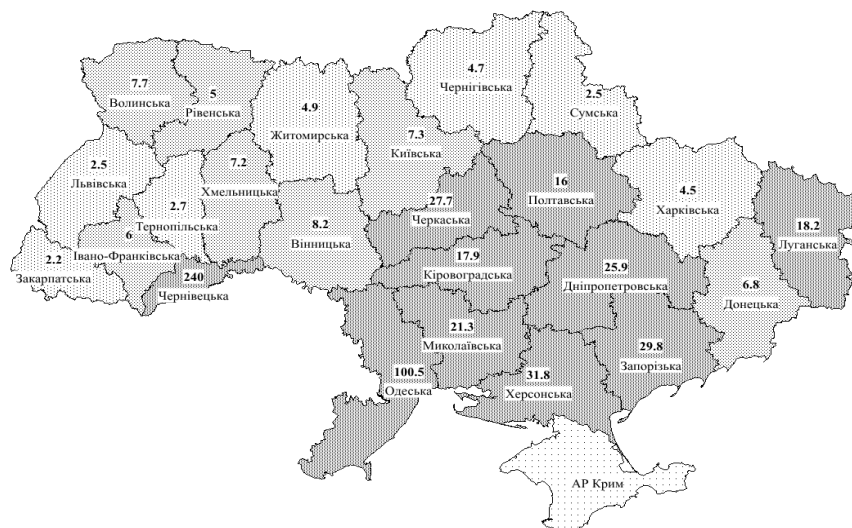 4.7
Чернігівська
2.5
Сумська
7.7
Волинська
5
Рівенська
4.9
Житомирська
7.3
Київська
2.5
Львівська
7.2
Хмельницька
2.7
Тернопільська
6
Івано-Франківська
2.2
Закарпатська
240
Чернівецька
8.2
Вінницька
27.7
Черкаська
16
Полтавська
4.5
Харківська
18.2
Луганська
17.9
Кіровоградська
25.9
Дніпропетровська
6.8
Донецька
21.3
Миколаївська
29.8
Запорізька
100.5
Одеська
31.8
Херсонська
АР Крим